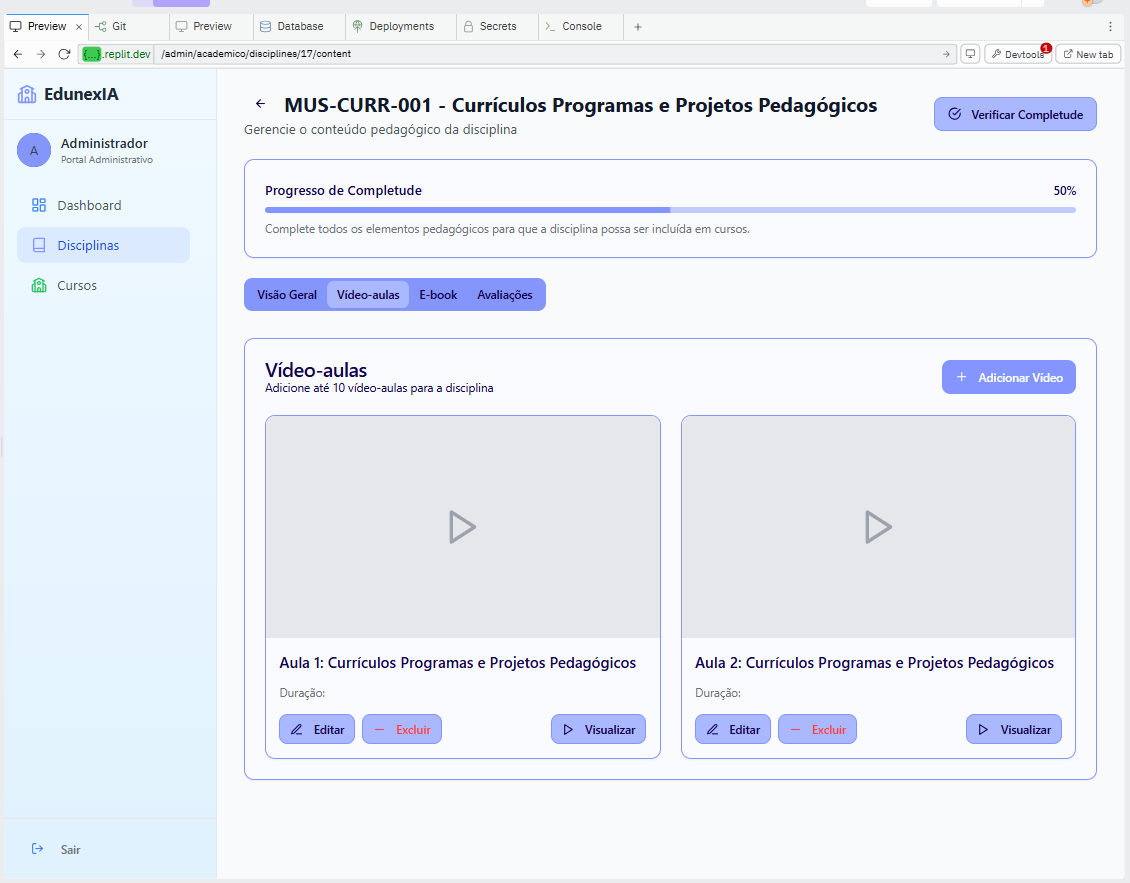 Preview
Git
Preview
Database
Deployments
Secrets
Console
{...}.replit.dev /admin/academico/disciplines/17/content
Devtools 1
New tab
EdunexIA
A
Administrador
Portal Administrativo
Dashboard
Disciplinas
Cursos
Sair
MUS-CURR-001 - Currículos Programas e Projetos Pedagógicos
Gerencie o conteúdo pedagógico da disciplina
Verificar Completude
Progresso de Completude 50%
Complete todos os elementos pedagógicos para que a disciplina possa ser incluída em cursos.
Visão Geral Vídeo-aulas E-book Avaliações
Vídeo-aulas
Adicione até 10 vídeo-aulas para a disciplina
+ Adicionar Vídeo
Aula 1: Currículos Programas e Projetos Pedagógicos
Duração:
Editar Excluir Visualizar
Aula 2: Currículos Programas e Projetos Pedagógicos
Duração:
Editar Excluir Visualizar